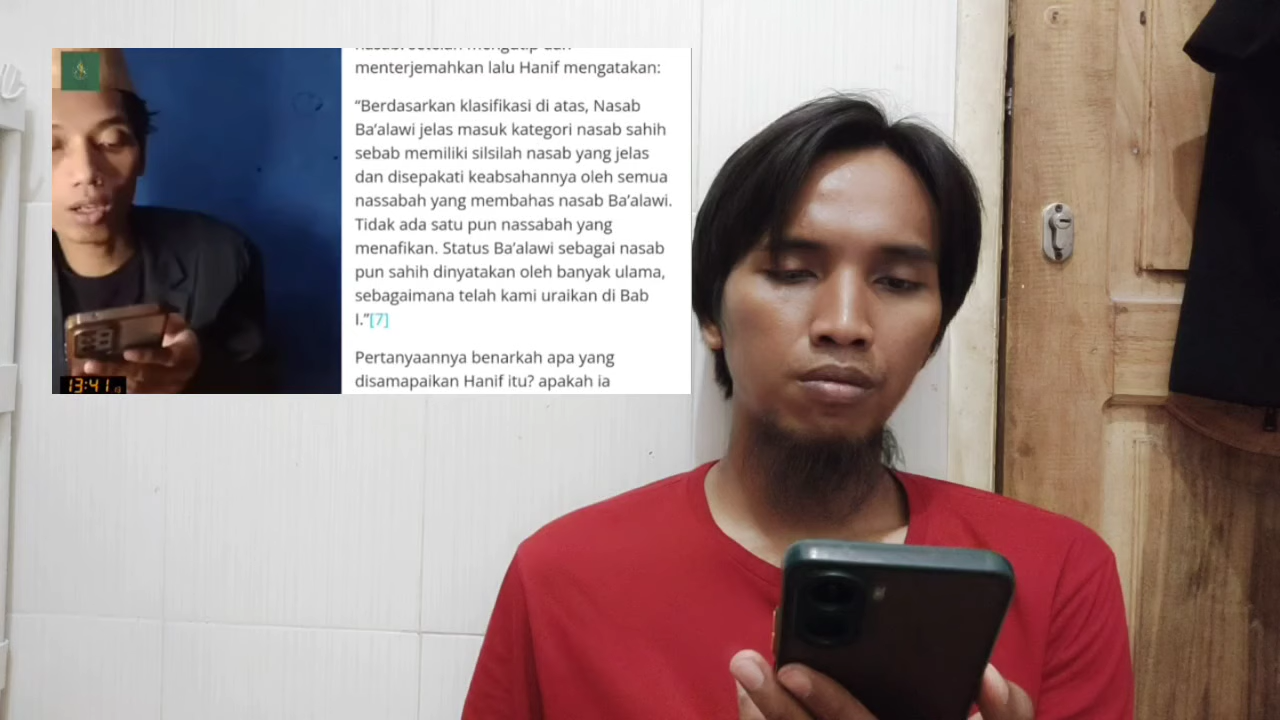 menterjemahkan lalu Hanif mengatakan:
“Berdasarkan klasifikasi di atas, Nasab
Ba’alawi jelas masuk kategori nasab sahih
sebab memiliki silsilah nasab yang jelas
dan disepakati keabsahannya oleh semua
nassabah yang membahas nasab Ba’alawi.
Tidak ada satu pun nassabah yang
menafikan. Status Ba’alawi sebagai nasab
pun sahih dinyatakan oleh banyak ulama,
sebagaimana telah kami uraikan di Bab
I.”[7]
Pertanyaannya benarkah apa yang
disamapaikan Hanif itu? apakah ia
13:41